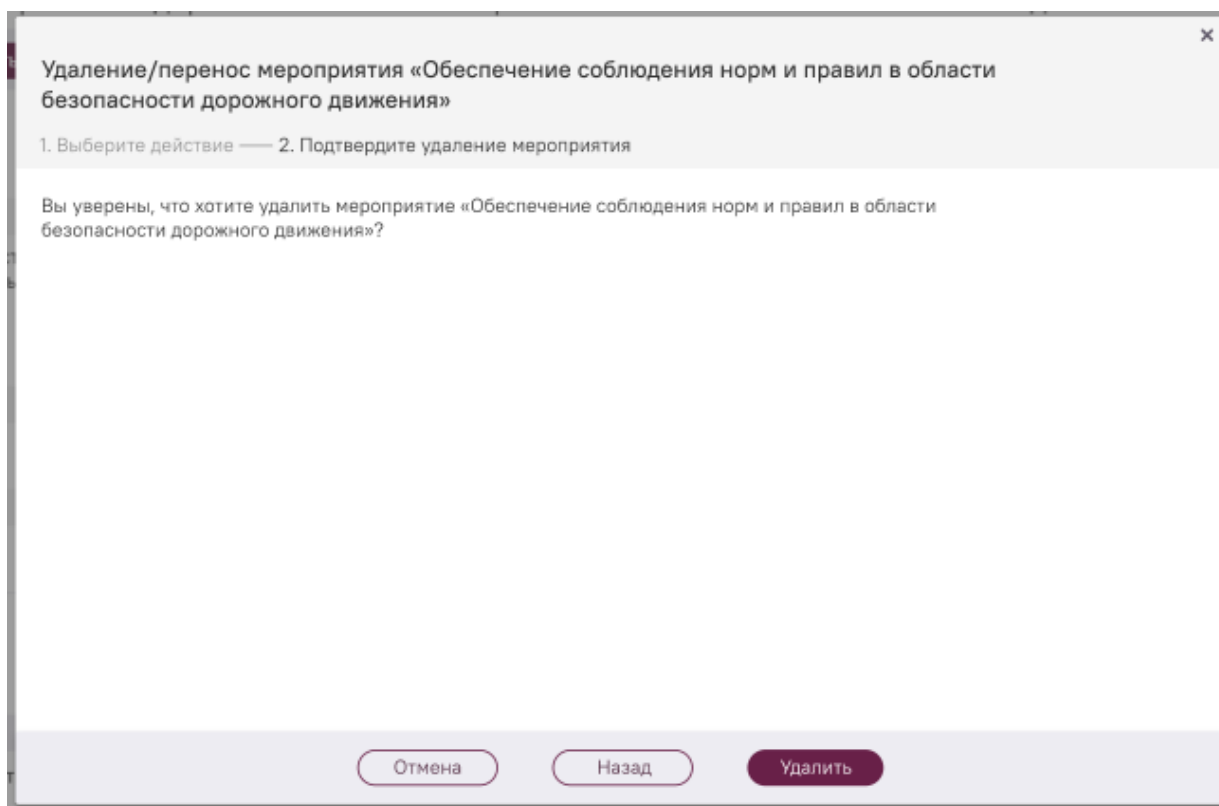 ×
Удаление/перенос мероприятия «Обеспечение соблюдения норм и правил в области
безопасности дорожного движения»
1. Выберите действие —— 2. Подтвердите удаление мероприятия
Вы уверены, что хотите удалить мероприятие «Обеспечение соблюдения норм и правил в области
безопасности дорожного движения»?
Отмена Назад Удалить